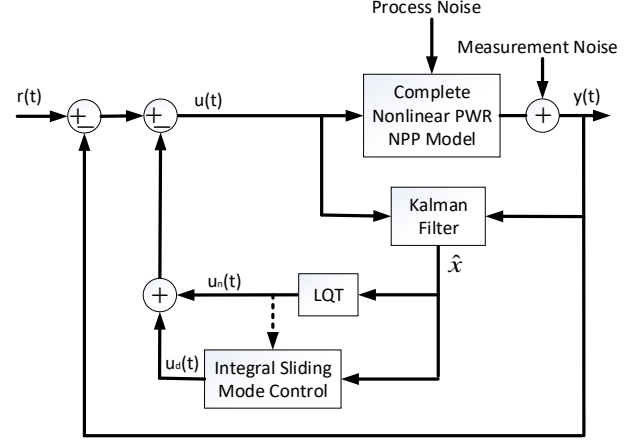 Process Noise
Measurement Noise
r(t)
+
−
+
−
u(t)
Complete
Nonlinear PWR
NPP Model
+
y(t)
Kalman
Filter
x̂
+
uₙ(t)
LQT
u_d(t)
Integral Sliding
Mode Control